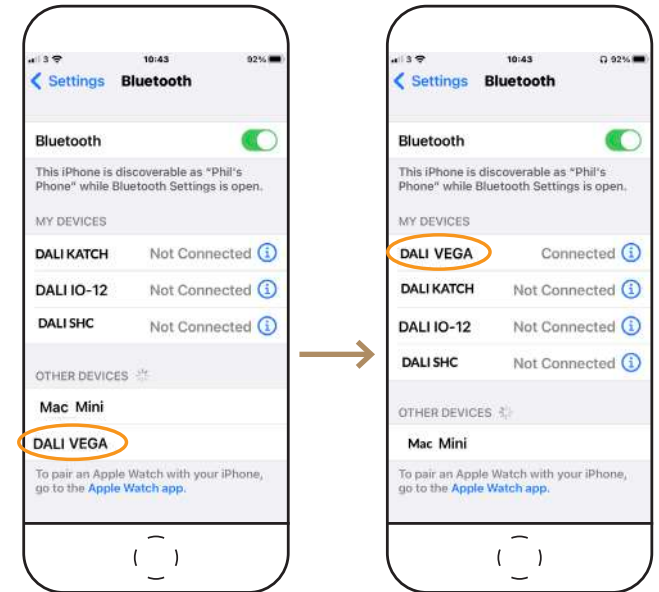 3 10:43 92%
Settings Bluetooth
Bluetooth
This iPhone is discoverable as "Phil's
Phone" while Bluetooth Settings is open.
MY DEVICES
DALI KATCH Not Connected
DALI IO-12 Not Connected
DALI SHC Not Connected
OTHER DEVICES
Mac Mini
DALI VEGA
To pair an Apple Watch with your iPhone,
go to the Apple Watch app.
3 10:43 92%
Settings Bluetooth
Bluetooth
This iPhone is discoverable as "Phil's
Phone" while Bluetooth Settings is open.
MY DEVICES
DALI VEGA Connected
DALI KATCH Not Connected
DALI IO-12 Not Connected
DALI SHC Not Connected
OTHER DEVICES
Mac Mini
To pair an Apple Watch with your iPhone,
go to the Apple Watch app.